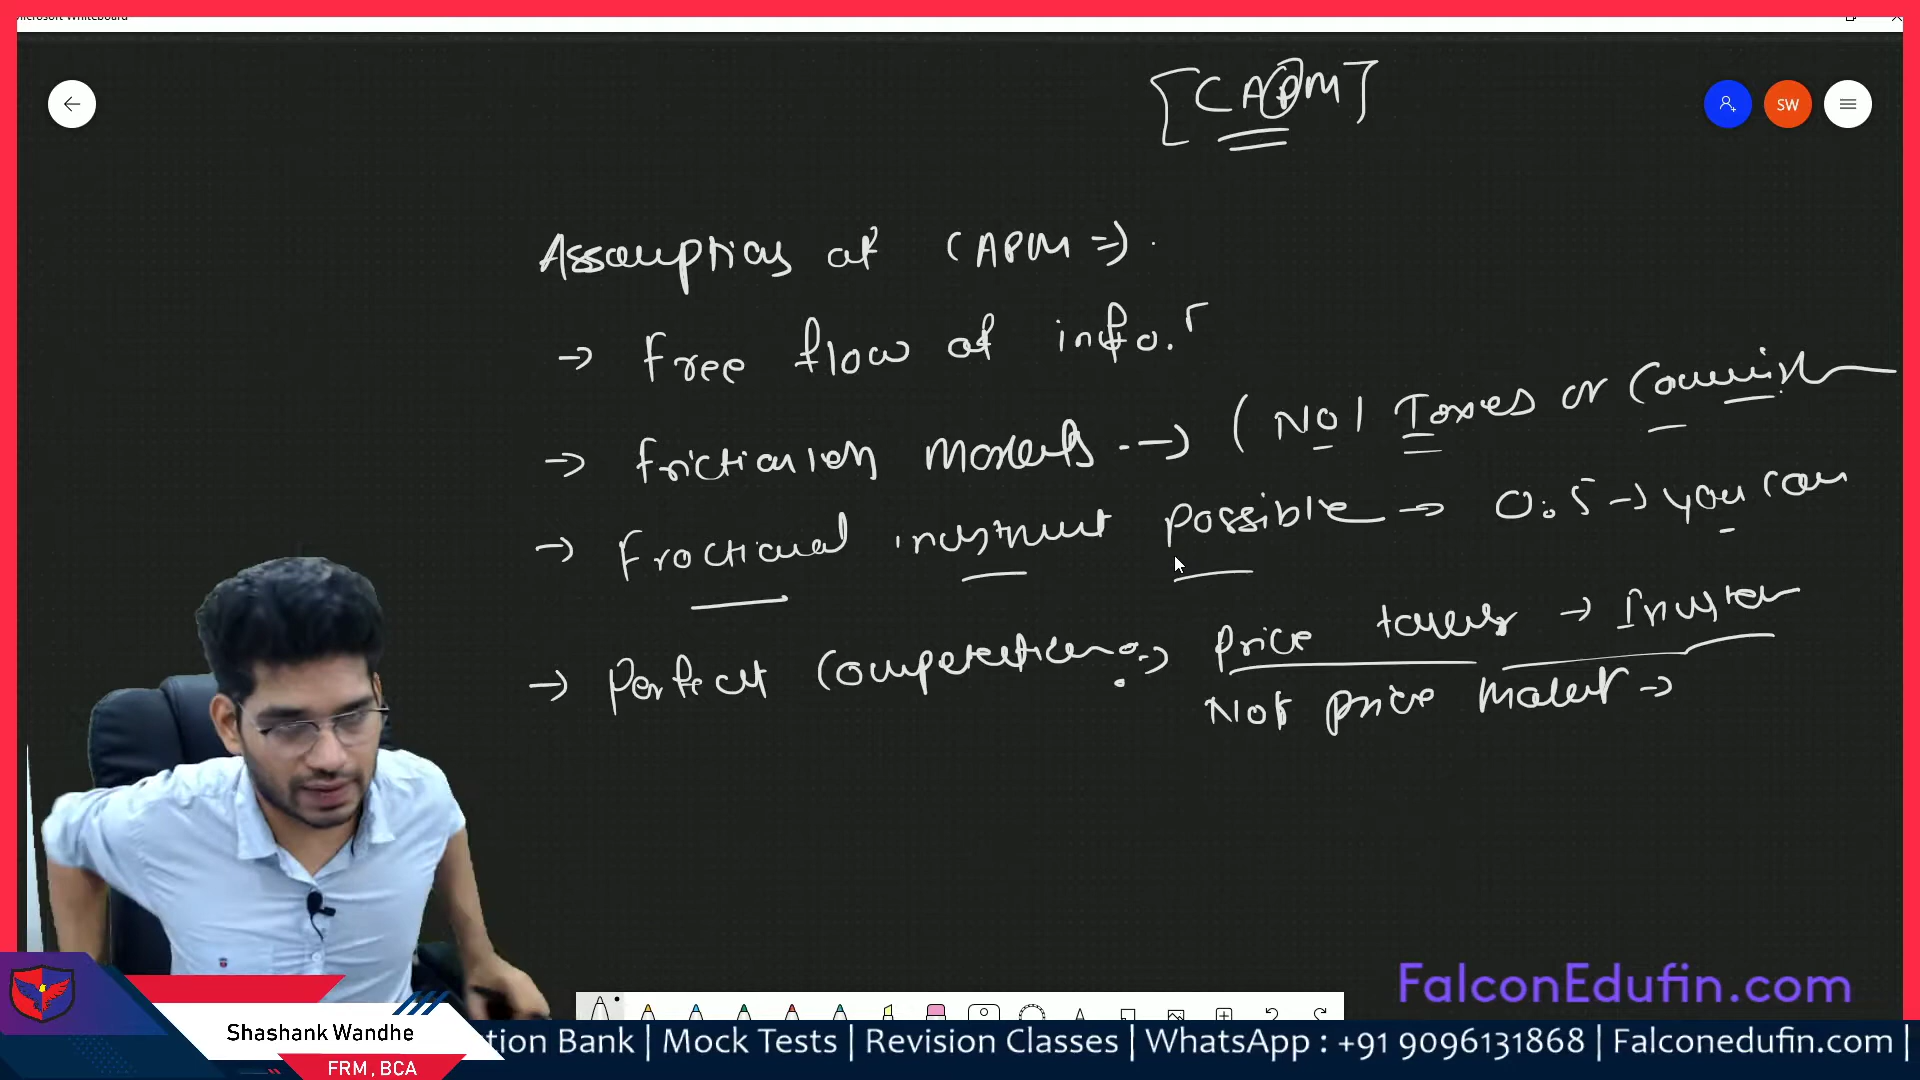 Microsoft Whiteboard
[CAPM]
SW
Assumptions of CAPM =>
-> Free flow of info.
-> Frictionless Markets --> (No Taxes or Commission
-> Fractional investment possible -> 0.5 -> you can
-> Perfect Competition => Price takers -> Investor
Not price Maker ->
FalconEdufin.com
Shashank Wandhe
FRM, BCA
tion Bank | Mock Tests | Revision Classes | WhatsApp : +91 9096131868 | Falconedufin.com |